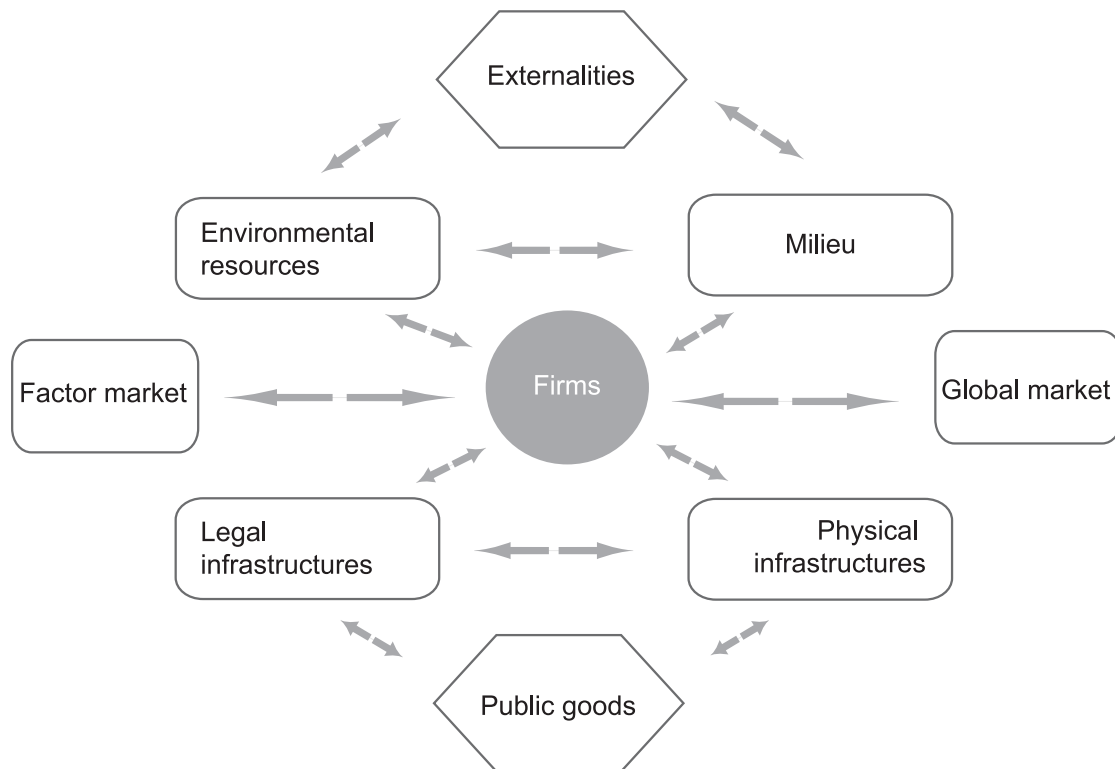 Externalities
Environmental
resources
Milieu
Factor market
Firms
Global market
Legal
infrastructures
Physical
infrastructures
Public goods